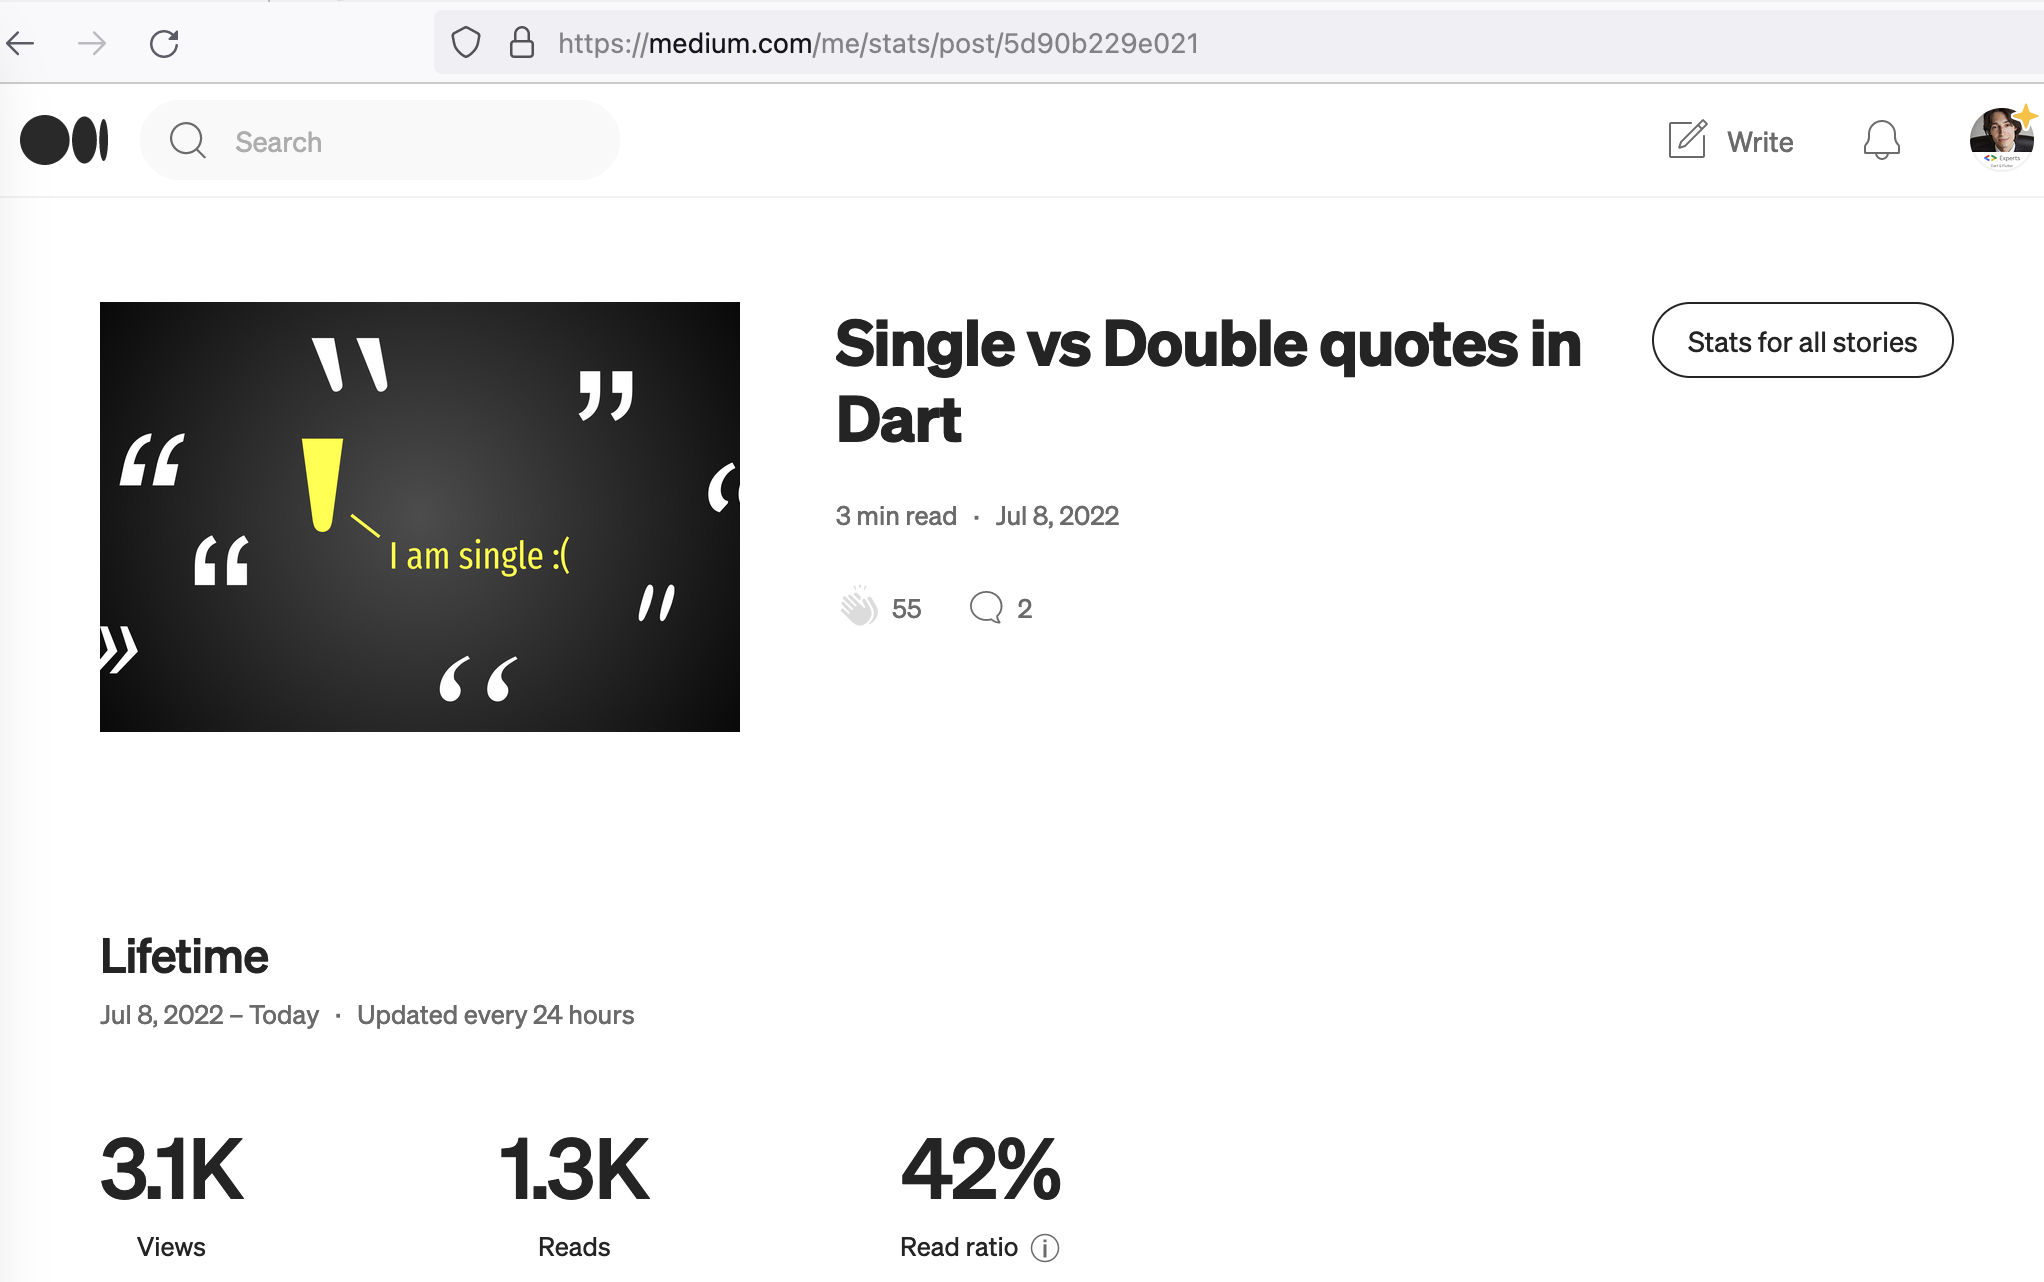 https://medium.com/me/stats/post/5d90b229e021
Search
Write
Experts
Single vs Double quotes in
Dart
Stats for all stories
3 min read · Jul 8, 2022
I am single :(
55
2
Lifetime
Jul 8, 2022 – Today · Updated every 24 hours
3.1K
1.3K
42%
Views
Reads
Read ratio